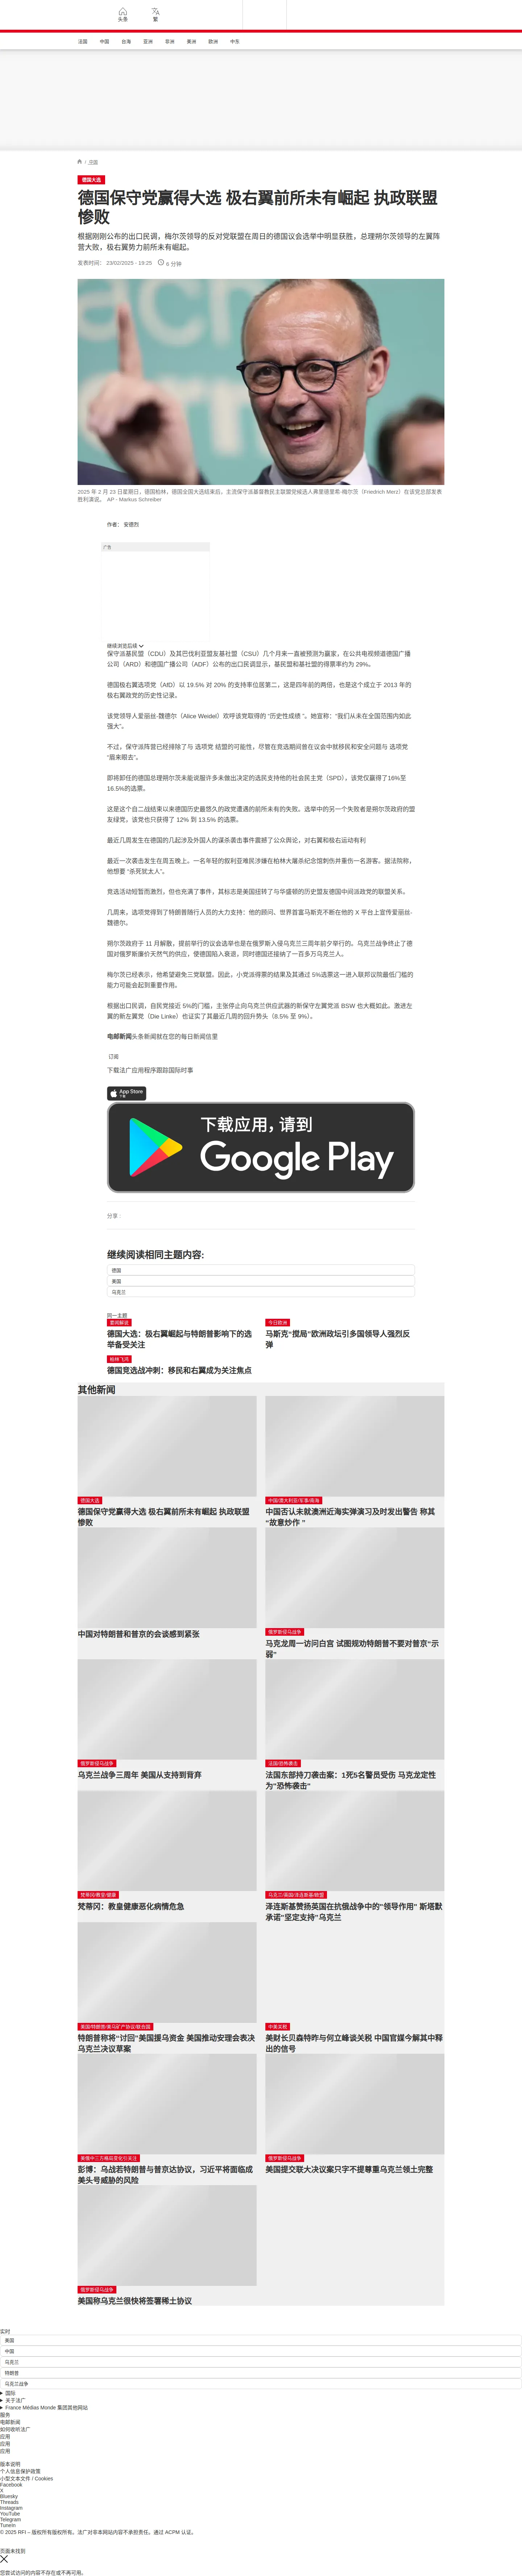 头条
繁
法国
中国
台海
亚洲
非洲
美洲
欧洲
中东
/ 中国
德国大选
德国保守党赢得大选 极右翼前所未有崛起 执政联盟
惨败
根据刚刚公布的出口民调，梅尔茨领导的反对党联盟在周日的德国议会选举中明显获胜，总理朔尔茨领导的左翼阵
营大败，极右翼势力前所未有崛起。
发表时间： 23/02/2025 - 19:25
6 分钟
2025 年 2 月 23 日星期日，德国柏林，德国全国大选结束后，主流保守派基督教民主联盟党候选人弗里德里希·梅尔茨（Friedrich Merz）在该党总部发表
胜利演说。 AP - Markus Schreiber
作者： 安德烈
广告
继续浏览后续
保守派基民盟（CDU）及其巴伐利亚盟友基社盟（CSU）几个月来一直被预测为赢家，在公共电视频道德国广播
公司（ARD）和德国广播公司（ADF）公布的出口民调显示，基民盟和基社盟的得票率约为 29%。
德国极右翼选项党（AfD）以 19.5% 对 20% 的支持率位居第二，这是四年前的两倍，也是这个成立于 2013 年的
极右翼政党的历史性记录。
该党领导人爱丽丝-魏德尔（Alice Weidel）欢呼该党取得的 “历史性成绩 ”。她宣称：“我们从未在全国范围内如此
强大”。
不过，保守派阵营已经排除了与 选项党 结盟的可能性，尽管在竞选期间曾在议会中就移民和安全问题与 选项党
“眉来眼去”。
即将卸任的德国总理朔尔茨未能说服许多未做出决定的选民支持他的社会民主党（SPD），该党仅赢得了16%至
16.5%的选票。
这是这个自二战结束以来德国历史最悠久的政党遭遇的前所未有的失败。选举中的另一个失败者是朔尔茨政府的盟
友绿党，该党也只获得了 12% 到 13.5% 的选票。
最近几周发生在德国的几起涉及外国人的谋杀袭击事件震撼了公众舆论，对右翼和极右运动有利
最近一次袭击发生在周五晚上。一名年轻的叙利亚难民涉嫌在柏林大屠杀纪念馆刺伤并重伤一名游客。据法院称，
他想要 “杀死犹太人”。
竞选活动短暂而激烈，但也充满了事件，其标志是美国扭转了与华盛顿的历史盟友德国中间派政党的联盟关系。
几周来，选项党得到了特朗普随行人员的大力支持：他的顾问、世界首富马斯克不断在他的 X 平台上宣传爱丽丝-
魏德尔。
朔尔茨政府于 11 月解散，提前举行的议会选举也是在俄罗斯入侵乌克兰三周年前夕举行的。乌克兰战争终止了德
国对俄罗斯廉价天然气的供应，使德国陷入衰退，同时德国还接纳了一百多万乌克兰人。
梅尔茨已经表示，他希望避免三党联盟。因此，小党派得票的结果及其通过 5%选票这一进入联邦议院最低门槛的
能力可能会起到重要作用。
根据出口民调，自民党接近 5%的门槛，主张停止向乌克兰供应武器的新保守左翼党派 BSW 也大概如此。激进左
翼的新左翼党（Die Linke）也证实了其最近几周的回升势头（8.5% 至 9%）。
电邮新闻头条新闻就在您的每日新闻信里
订阅
下载法广应用程序跟踪国际时事
App Store
下载
下载应用，请到
Google Play
分享 :
继续阅读相同主题内容:
德国
美国
乌克兰
同一主题
要闻解说
德国大选：极右翼崛起与特朗普影响下的选
举备受关注
今日欧洲
马斯克“搅局”欧洲政坛引多国领导人强烈反
弹
柏林飞鸿
德国竞选战冲刺：移民和右翼成为关注焦点
其他新闻
德国大选
德国保守党赢得大选 极右翼前所未有崛起 执政联盟
惨败
中国/澳大利亚/军事/南海
中国否认未就澳洲近海实弹演习及时发出警告 称其
“故意炒作 ”
中国对特朗普和普京的会谈感到紧张
俄罗斯侵乌战争
马克龙周一访问白宫 试图规劝特朗普不要对普京“示
弱”
俄罗斯侵乌战争
乌克兰战争三周年 美国从支持到背弃
法国/恐怖袭击
法国东部持刀袭击案：1死5名警员受伤 马克龙定性
为"恐怖袭击"
梵蒂冈/教皇/健康
梵蒂冈：教皇健康恶化病情危急
乌克兰/英国/泽连斯基/欧盟
泽连斯基赞扬英国在抗俄战争中的"领导作用" 斯塔默
承诺"坚定支持"乌克兰
美国/特朗普/美乌矿产协议/联合国
特朗普称将“讨回”美国援乌资金 美国推动安理会表决
乌克兰决议草案
中美关税
美财长贝森特昨与何立峰谈关税 中国官媒今解其中释
出的信号
美俄中三方格局变化引关注
彭博：乌战若特朗普与普京达协议，习近平将面临成
美头号威胁的风险
俄罗斯侵乌战争
美国提交联大决议案只字不提尊重乌克兰领土完整
俄罗斯侵乌战争
美国称乌克兰很快将签署稀土协议
实时
美国
中国
乌克兰
特朗普
乌克兰战争
国际
关于法广
France Médias Monde 集团其他网站
服务
电邮新闻
如何收听法广
应用
应用
应用
版本说明
个人信息保护政策
小型文本文件 / Cookies
Facebook
X
Bluesky
Threads
Instagram
YouTube
Telegram
TuneIn
© 2025 RFI – 版权所有版权所有。法广对非本网站内容不承担责任。通过 ACPM 认证。
页面未找到
您尝试访问的内容不存在或不再可用。